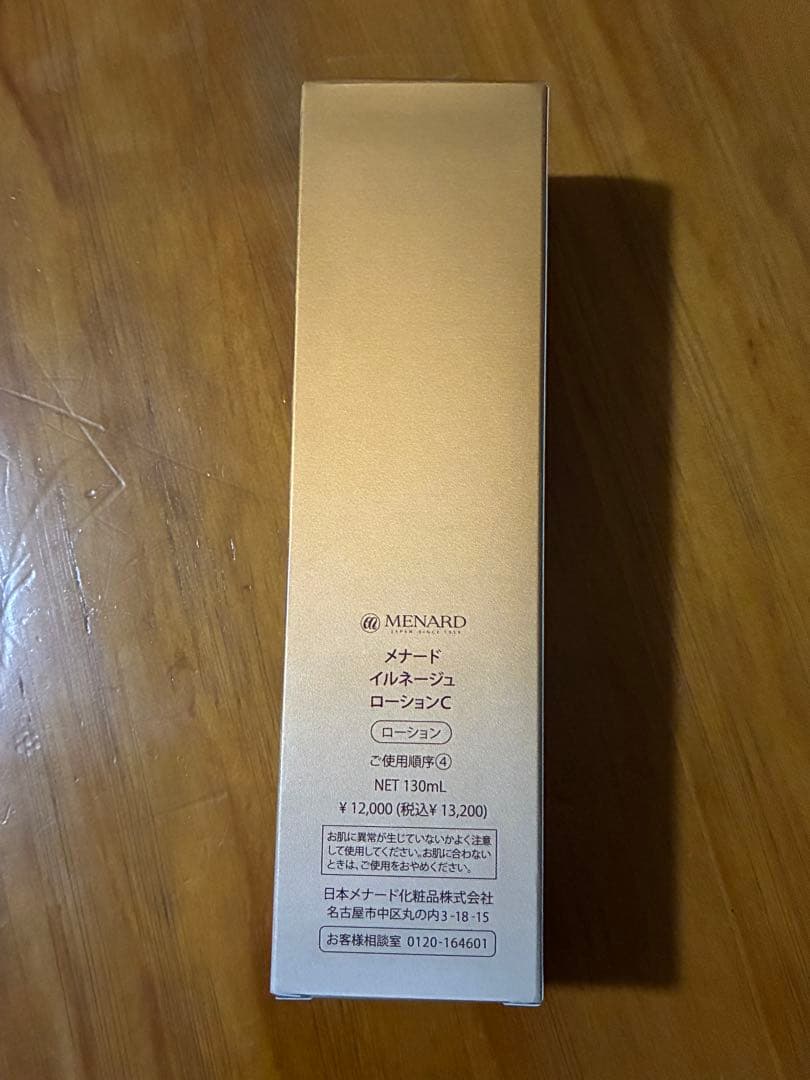 MENARD
JAPAN SINCE 1959
メナード
イルネージュ
ローションC
ローション
ご使用順序④
NET 130mL
¥12,000(税込¥13,200)
お肌に異常が生じていないかよく注意
して使用してください。お肌に合わない
ときは、ご使用をおやめください。
日本メナード化粧品株式会社
名古屋市中区丸の内3-18-15
お客様相談室 0120-164601